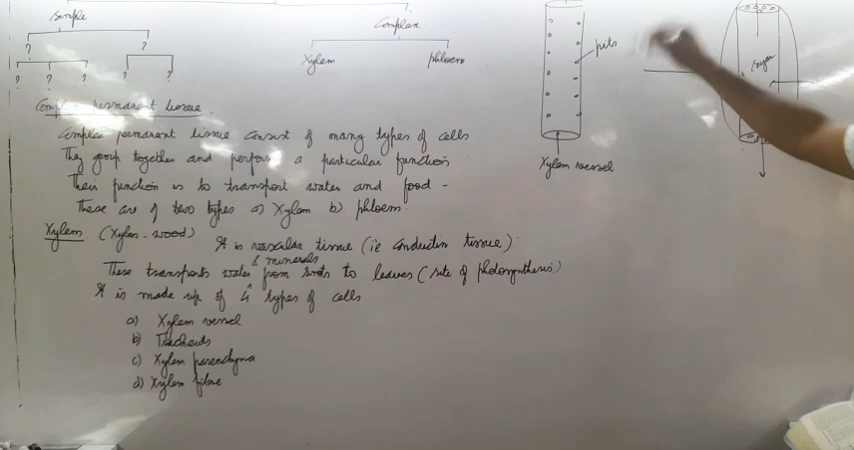 Simple
Complex
?
?
?
?
?
?
?
Xylem
Phloem
pits
Complex permanent tissue
Xylem vessel
Complex permanent tissue consist of many types of cells
They group together and perform a particular function
Their function is to transport water and food -
These are of two types a) Xylem b) Phloem.
Xylem (Xylos - wood) It is vascular tissue (ie conductin tissue)
& minerals
These transports water from roots to leaves (site of photosynthesis)
It is made up of 4 types of cells
a) Xylem vessel
b) Tracheids
c) Xylem parenchyma
d) Xylem fibre